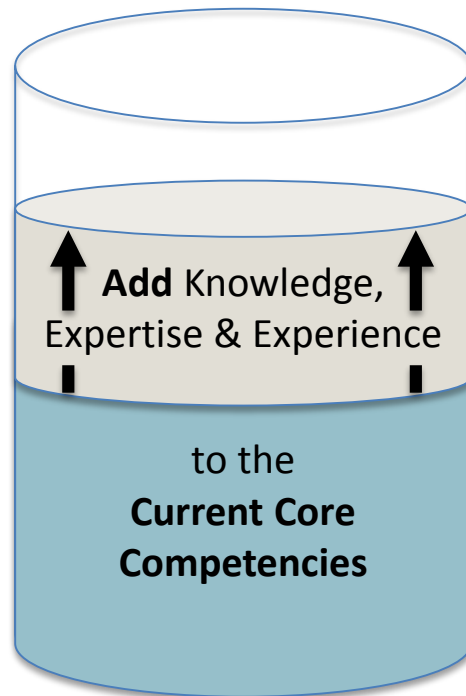 Add Knowledge,
Expertise & Experience
to the
Current Core
Competencies